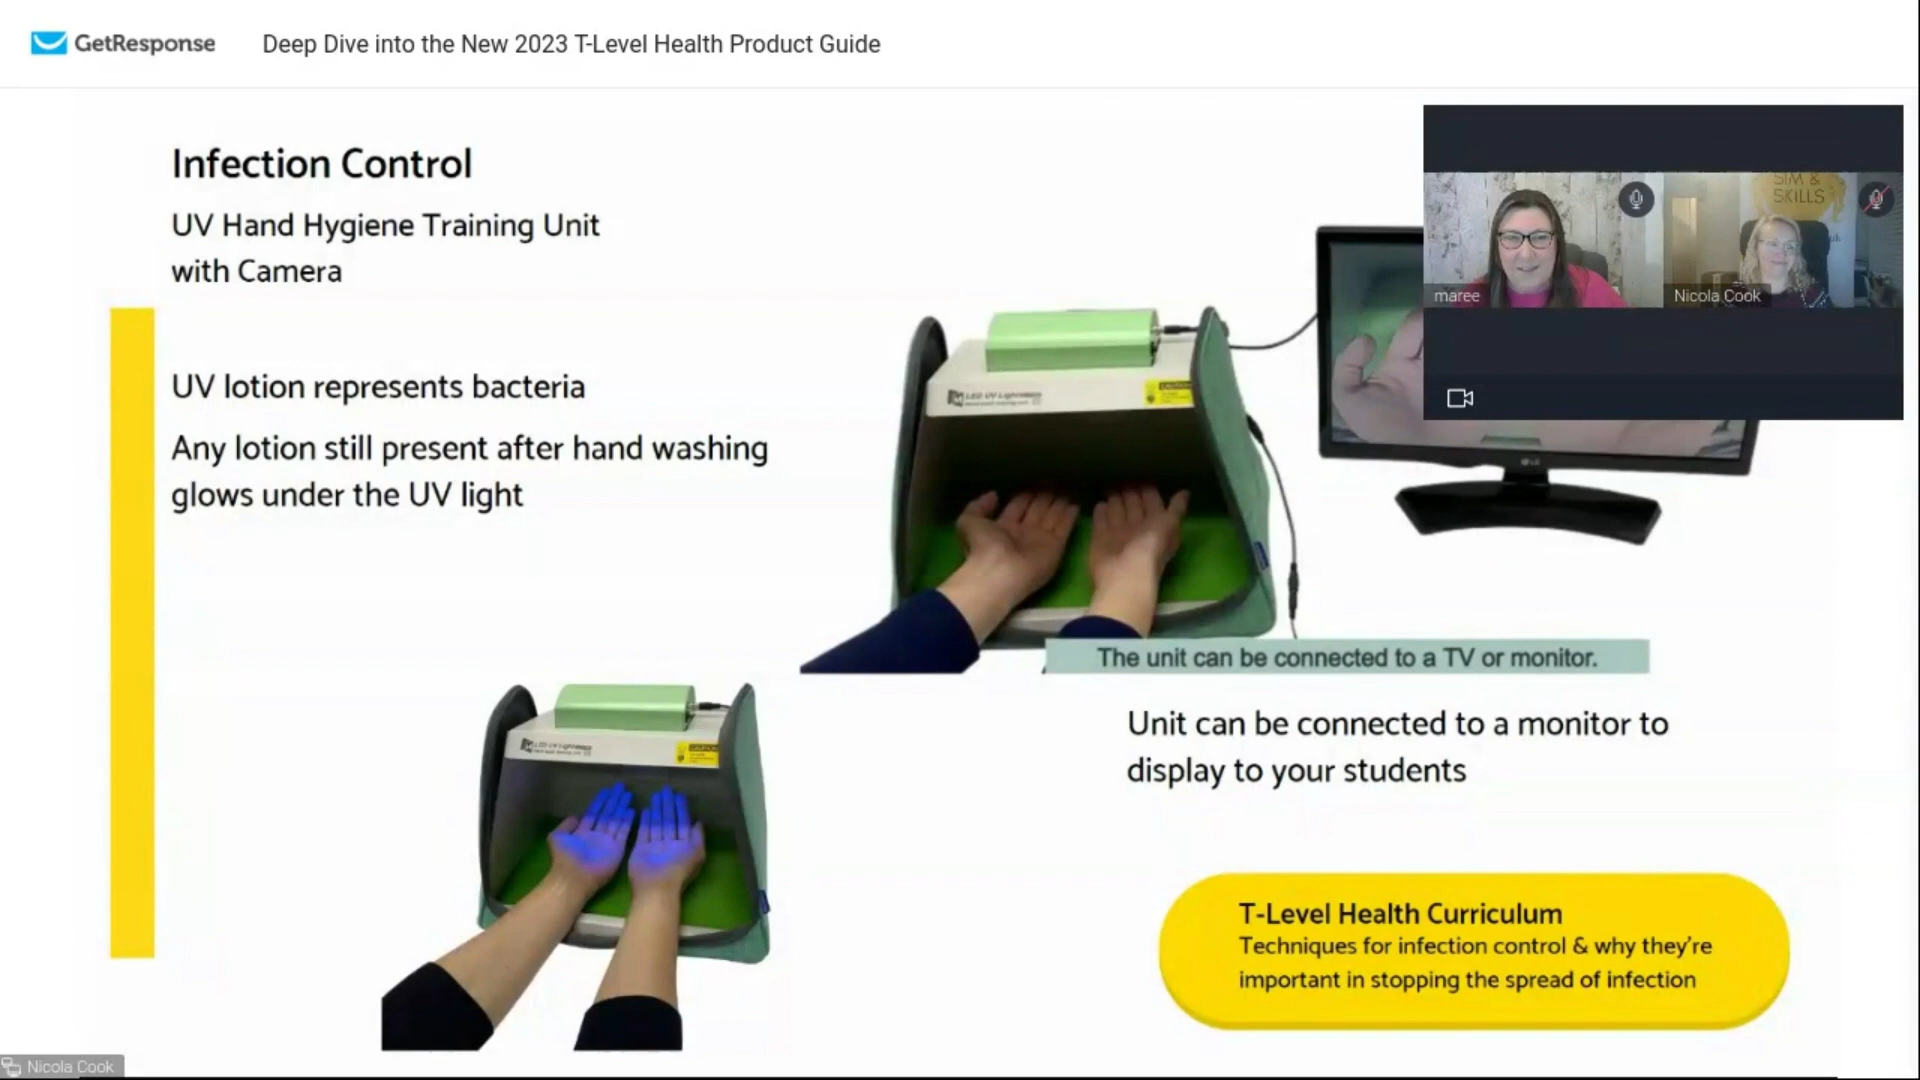 GetResponse
Deep Dive into the New 2023 T-Level Health Product Guide
Infection Control
UV Hand Hygiene Training Unit
with Camera
UV lotion represents bacteria
Any lotion still present after hand washing
glows under the UV light
SIM &
SKILLS
maree
Nicola Cook
LG
The unit can be connected to a TV or monitor.
Unit can be connected to a monitor to
display to your students
T-Level Health Curriculum
Techniques for infection control & why they're
important in stopping the spread of infection
Nicola Cook